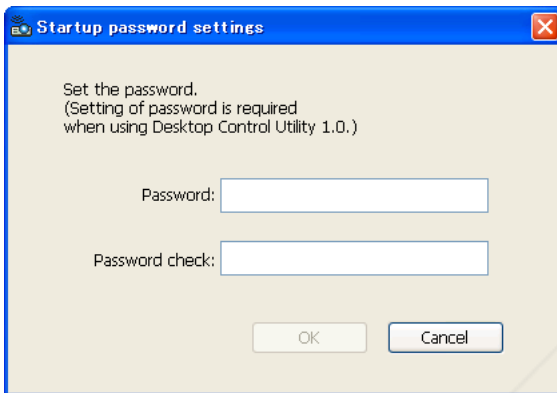 Startup password settings
Set the password.
(Setting of password is required
when using Desktop Control Utility 1.0.)
Password:
Password check:
OK
Cancel